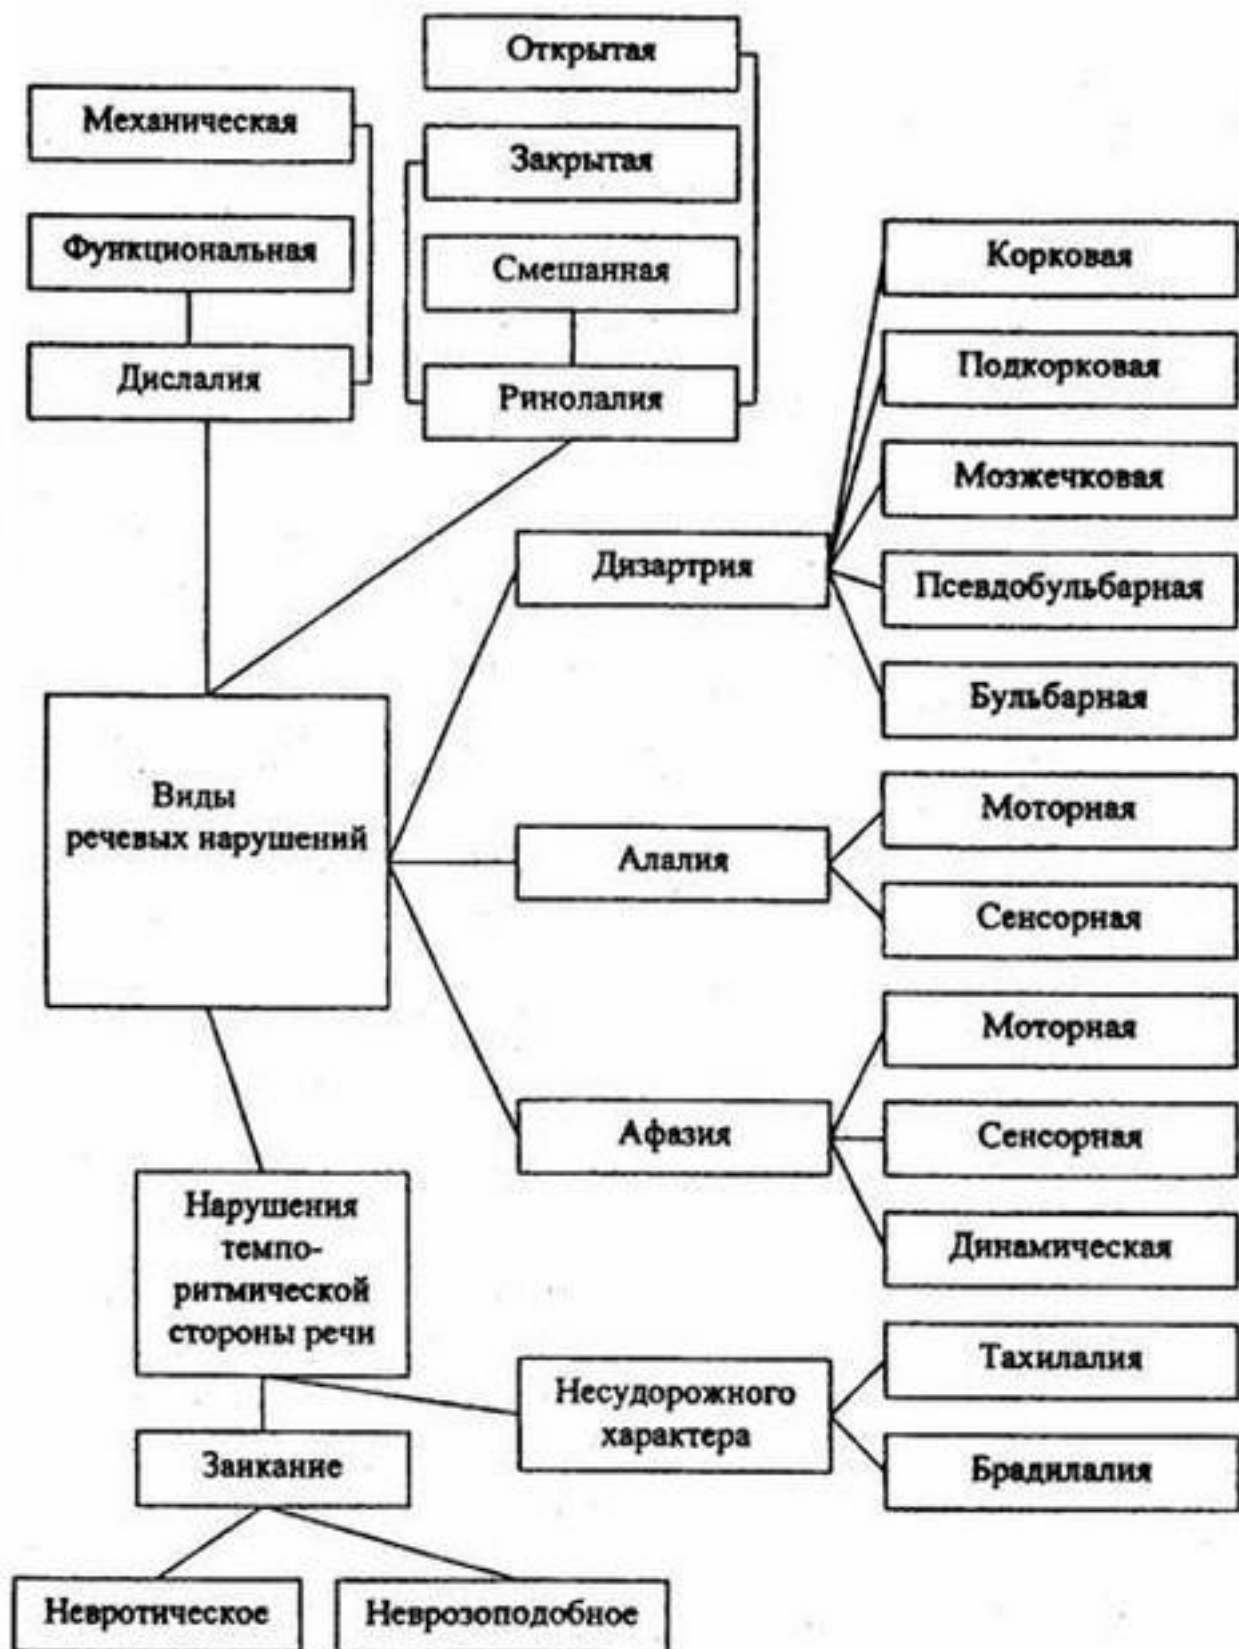 Открытая
Механическая
Закрытая
Функциональная
Смешанная
Корковая
Дислалия
Ринолалия
Подкорковая
Мозжечковая
Дизартрия
Псевдобульбарная
Бульбарная
Виды
речевых нарушений
Моторная
Алалия
Сенсорная
Моторная
Афазия
Сенсорная
Динамическая
Нарушения
темпо-
ритмической
стороны речи
Тахилалия
Несудорожного
характера
Заикание
Брадилалия
Невротическое
Неврозоподобное